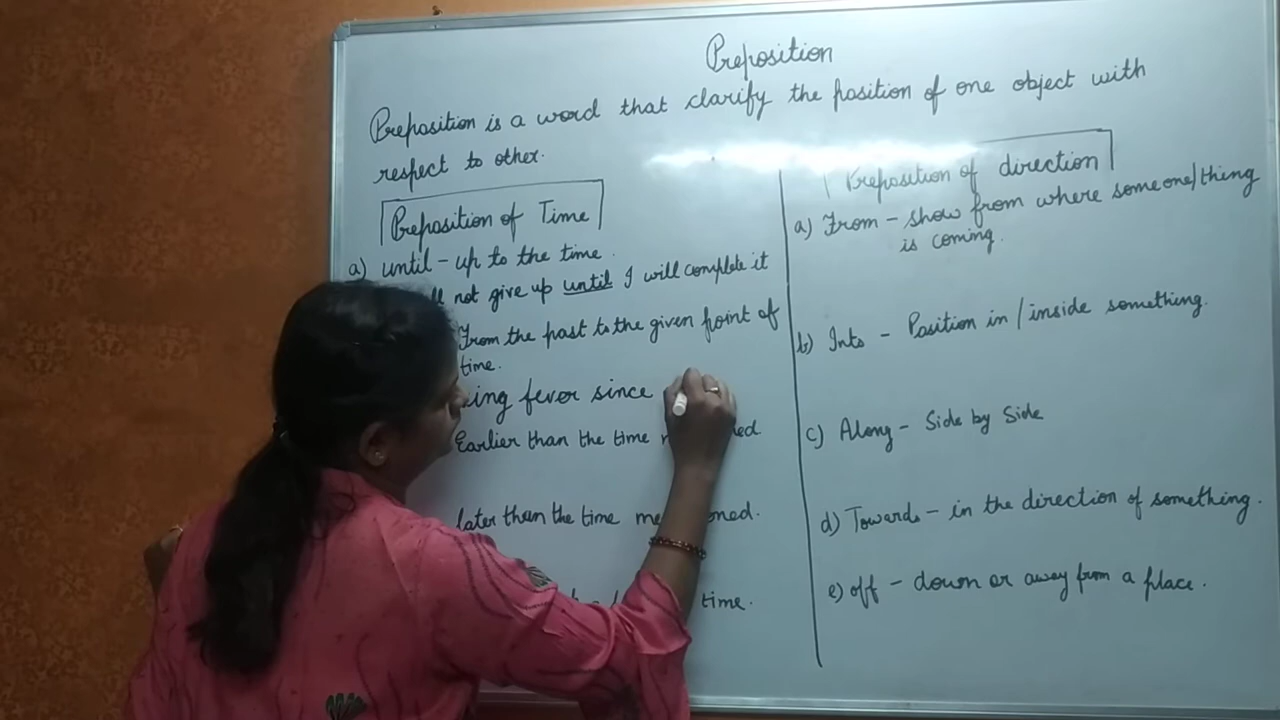 Preposition
Preposition is a word that clarify the position of one object with
respect to other.
Preposition of Time
a) until - up to the time.
not give up until I will complete it
From the past to the given point of
time.
fever since
Earlier than the time
later than the time
time.
Preposition of direction
a) From - show from where someone/thing
is coming.
b) Into - Position in/inside something.
c) Along - Side by Side
d) Towards - in the direction of something.
e) off - down or away from a place.